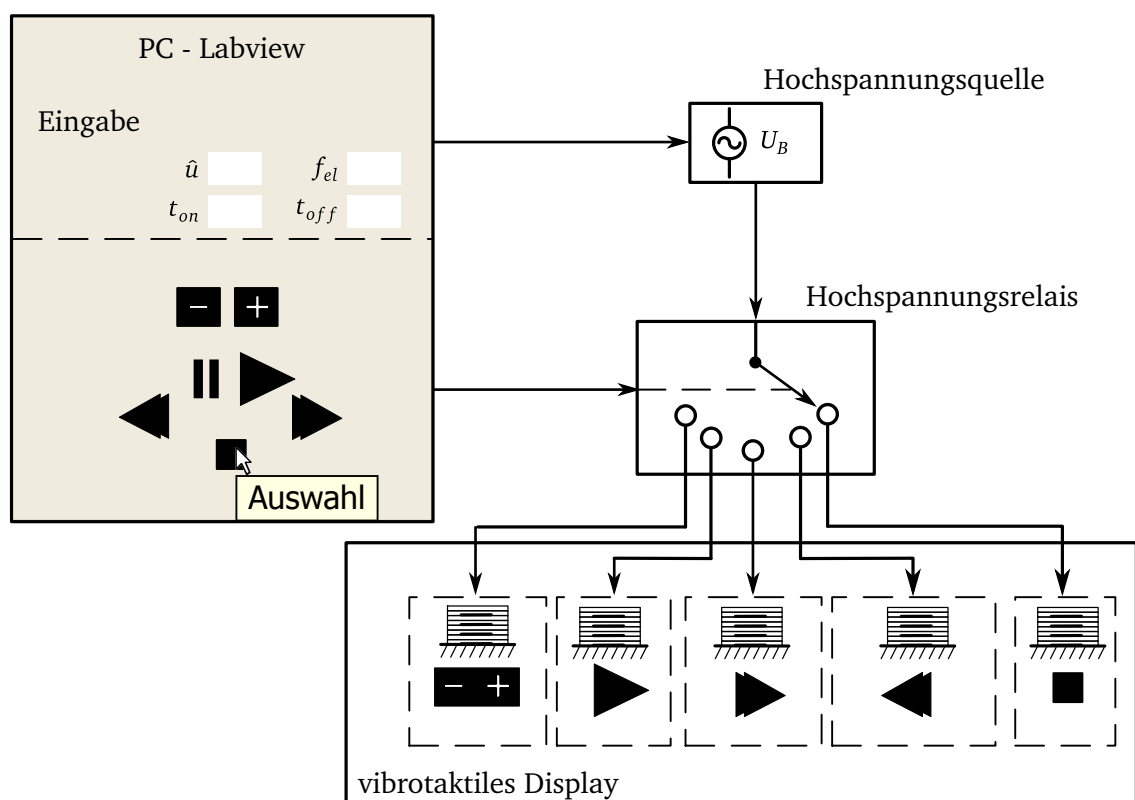 PC - Labview
Hochspannungsquelle
Eingabe
U_B
û
f_el
t_on
t_off
Hochspannungsrelais
− +
Auswahl
− +
vibrotaktiles Display